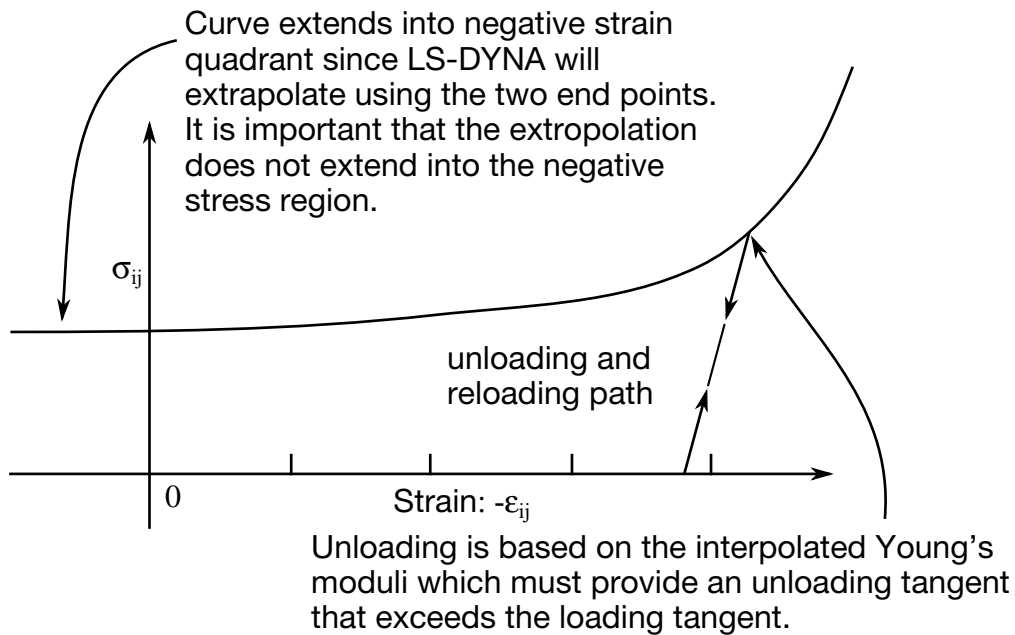 Curve extends into negative strain
quadrant since LS-DYNA will
extrapolate using the two end points.
It is important that the extropolation
does not extend into the negative
stress region.
σij
unloading and
reloading path
0
Strain: -εij
Unloading is based on the interpolated Young's
moduli which must provide an unloading tangent
that exceeds the loading tangent.